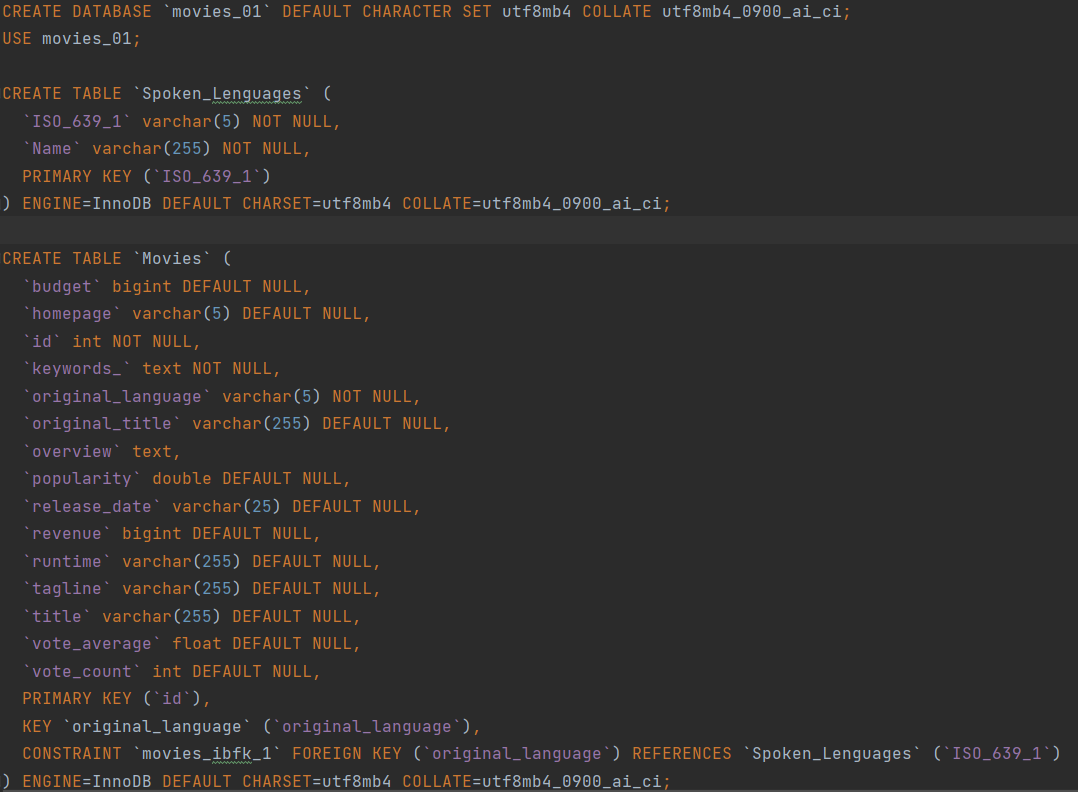 CREATE DATABASE `movies_01` DEFAULT CHARACTER SET utf8mb4 COLLATE utf8mb4_0900_ai_ci;
USE movies_01;
CREATE TABLE `Spoken_Lenguages` (
`ISO_639_1` varchar(5) NOT NULL,
`Name` varchar(255) NOT NULL,
PRIMARY KEY (`ISO_639_1`)
) ENGINE=InnoDB DEFAULT CHARSET=utf8mb4 COLLATE=utf8mb4_0900_ai_ci;
CREATE TABLE `Movies` (
`budget` bigint DEFAULT NULL,
`homepage` varchar(5) DEFAULT NULL,
`id` int NOT NULL,
`keywords_` text NOT NULL,
`original_language` varchar(5) NOT NULL,
`original_title` varchar(255) DEFAULT NULL,
`overview` text,
`popularity` double DEFAULT NULL,
`release_date` varchar(25) DEFAULT NULL,
`revenue` bigint DEFAULT NULL,
`runtime` varchar(255) DEFAULT NULL,
`tagline` varchar(255) DEFAULT NULL,
`title` varchar(255) DEFAULT NULL,
`vote_average` float DEFAULT NULL,
`vote_count` int DEFAULT NULL,
PRIMARY KEY (`id`),
KEY `original_language` (`original_language`),
CONSTRAINT `movies_ibfk_1` FOREIGN KEY (`original_language`) REFERENCES `Spoken_Lenguages` (`ISO_639_1`)
) ENGINE=InnoDB DEFAULT CHARSET=utf8mb4 COLLATE=utf8mb4_0900_ai_ci;